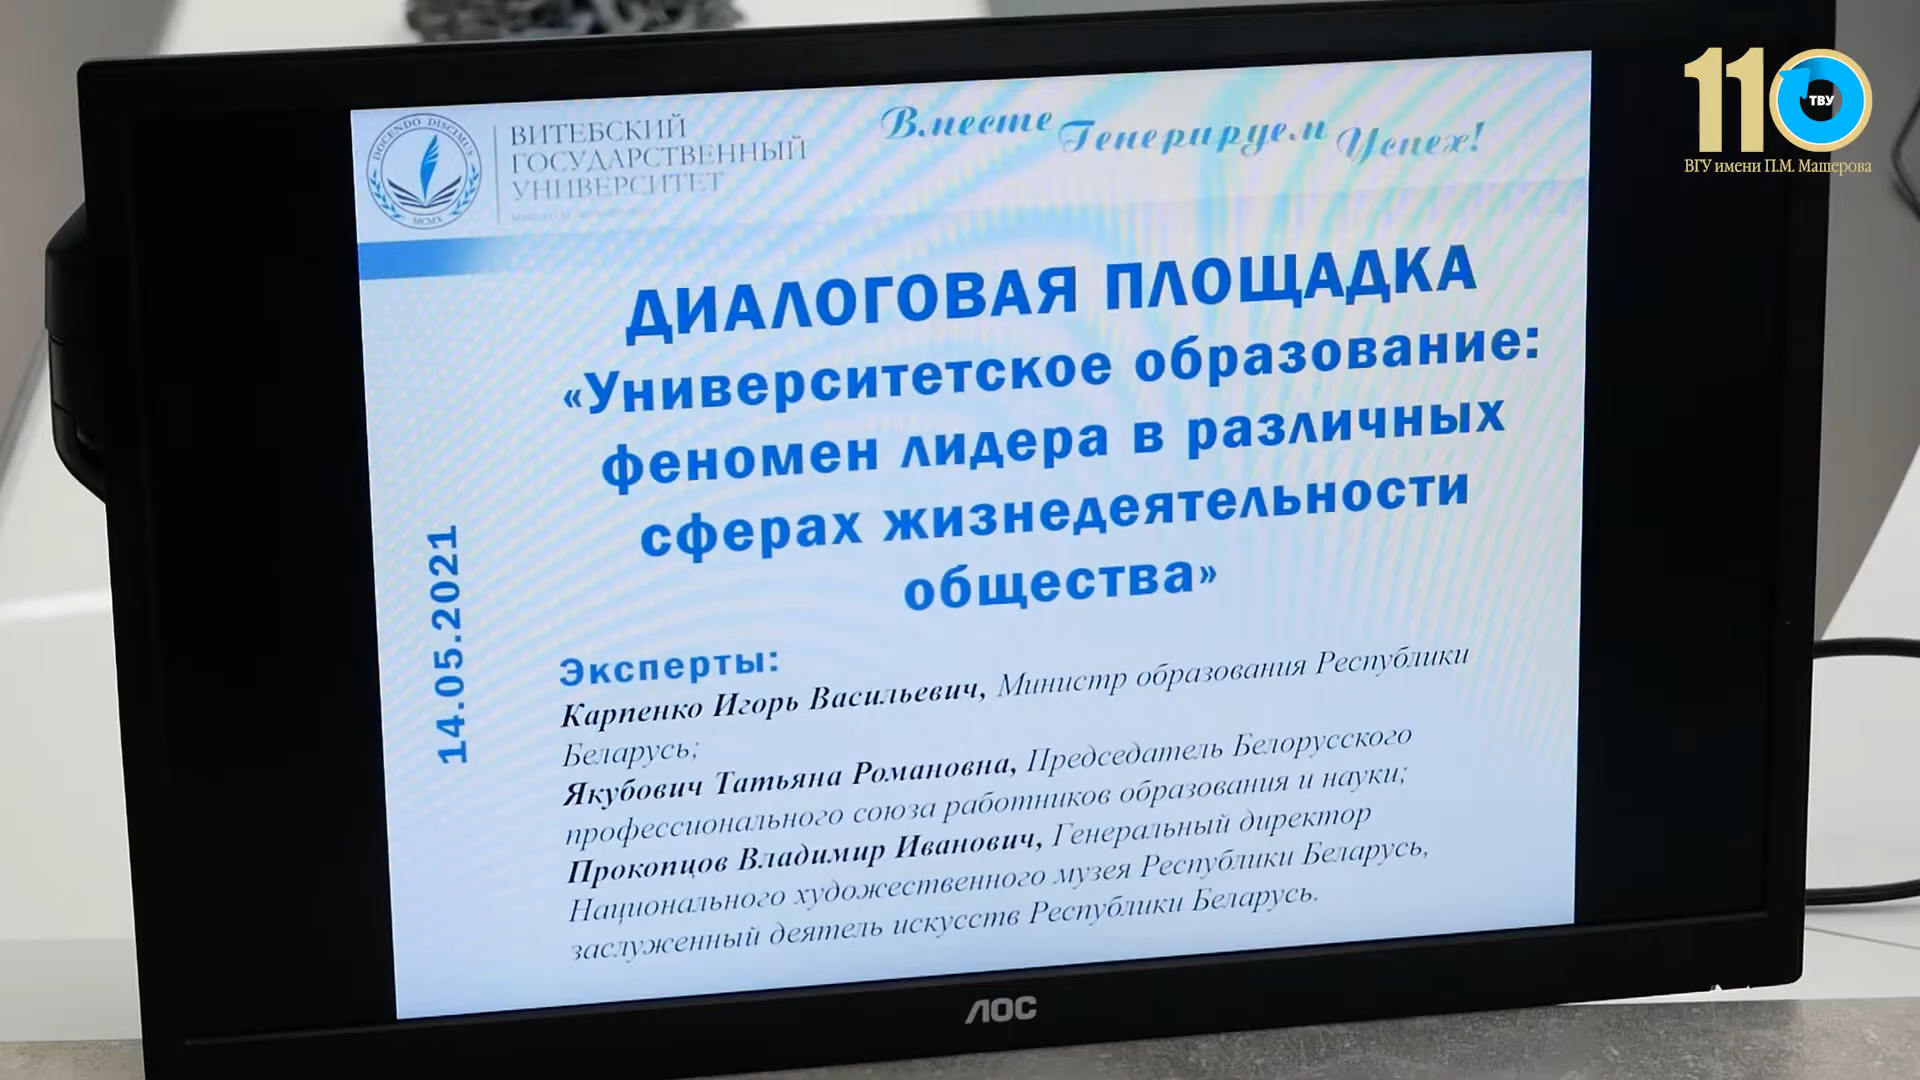 ВИТЕБСКИЙ
ГОСУДАРСТВЕННЫЙ
УНИВЕРСИТЕТ
DOCENDO DISCIMUS
MCMX
Вместе Генерируем Успех!
110
ТВУ
ВГУ имени П.М. Машерова
ДИАЛОГОВАЯ ПЛОЩАДКА
«Университетское образование:
феномен лидера в различных
сферах жизнедеятельности
общества»
14.05.2021
Эксперты:
Карпенко Игорь Васильевич, Министр образования Республики
Беларусь;
Якубович Татьяна Романовна, Председатель Белорусского
профессионального союза работников образования и науки;
Прокопцов Владимир Иванович, Генеральный директор
Национального художественного музея Республики Беларусь,
заслуженный деятель искусств Республики Беларусь.
AOC